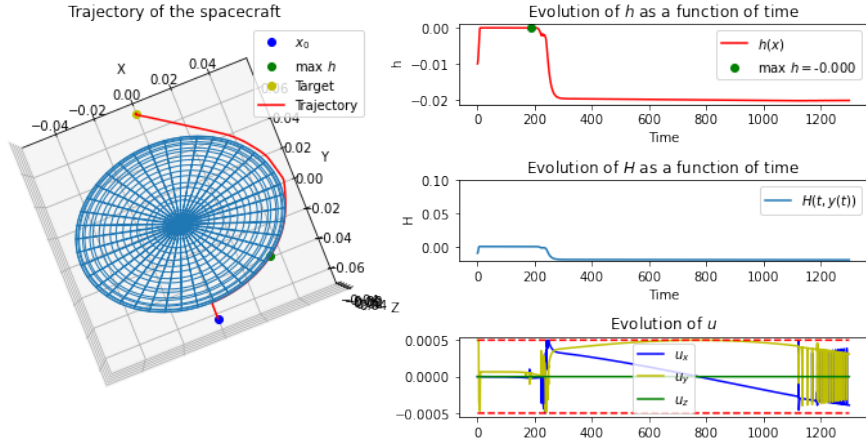 Trajectory of the spacecraft
x₀
max h
Target
Trajectory
X
−0.04
−0.02
0.00
0.02
0.04
0.04
0.02
0.00
−0.02
−0.04
−0.06
Y
Z
Evolution of h as a function of time
h
0.00
−0.01
−0.02
h(x)
max h=-0.000
0 200 400 600 800 1000 1200
Time
Evolution of H as a function of time
H
0.10
0.05
0.00
H(t, y(t))
0 200 400 600 800 1000 1200
Time
Evolution of u
0.0005
0.0000
−0.0005
uₓ
u_y
u_z
0 200 400 600 800 1000 1200